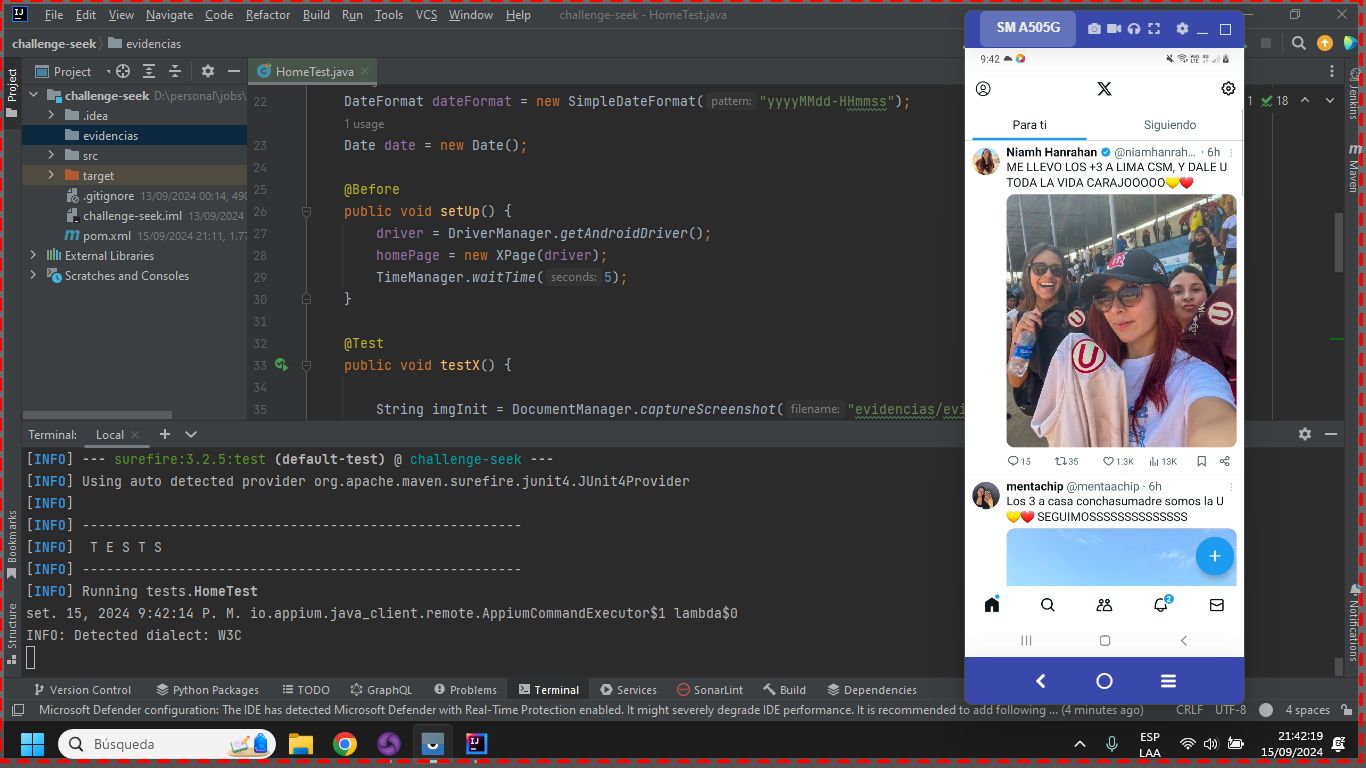 File Edit View Navigate Code Refactor Build Run Tools VCS Window Help challenge-seek - HomeTest.java
challenge-seek evidencias
Project
HomeTest.java
challenge-seek D:\personal\jobs\
.idea
evidencias
src
target
.gitignore 13/09/2024 00:14, 490
challenge-seek.iml 13/09/2024
pom.xml 15/09/2024 21:11, 1.77
External Libraries
Scratches and Consoles
Project
Bookmarks
Structure
1 18
22 DateFormat dateFormat = new SimpleDateFormat( pattern: "yyyyMMdd-HHmmss");
1 usage
23 Date date = new Date();
24
25 @Before
26 public void setUp() {
27 driver = DriverManager.getAndroidDriver();
28 homePage = new XPage(driver);
29 TimeManager.waitTime( seconds: 5);
30 }
31
32 @Test
33 public void testX() {
34
35 String imgInit = DocumentManager.captureScreenshot( filename: "evidencias/evi
Jenkins
Maven
Notifications
Terminal: Local
[INFO] --- surefire:3.2.5:test (default-test) @ challenge-seek ---
[INFO] Using auto detected provider org.apache.maven.surefire.junit4.JUnit4Provider
[INFO]
[INFO] -------------------------------------------------------
[INFO] T E S T S
[INFO] -------------------------------------------------------
[INFO] Running tests.HomeTest
set. 15, 2024 9:42:14 P. M. io.appium.java_client.remote.AppiumCommandExecutor$1 lambda$0
INFO: Detected dialect: W3C
Version Control Python Packages TODO GraphQL Problems Terminal Services SonarLint Build Dependencies
Microsoft Defender configuration: The IDE has detected Microsoft Defender with Real-Time Protection enabled. It might severely degrade IDE performance. It is recommended to add following ... (4 minutes ago) CRLF UTF-8 4 spaces
SM A505G
9:42
X
Para ti Siguiendo
Niamh Hanrahan @niamhanrah... · 6h
ME LLEVO LOS +3 A LIMA CSM, Y DALE U
TODA LA VIDA CARAJOOOOO💛❤️
U
U
U
15 35 1.3K 13K
mentachip @mentaachip · 6h
Los 3 a casa conchasumadre somos la U
💛❤️ SEGUIMOSSSSSSSSSSSSSS
2
Búsqueda
ESP
LAA
21:42:19
15/09/2024